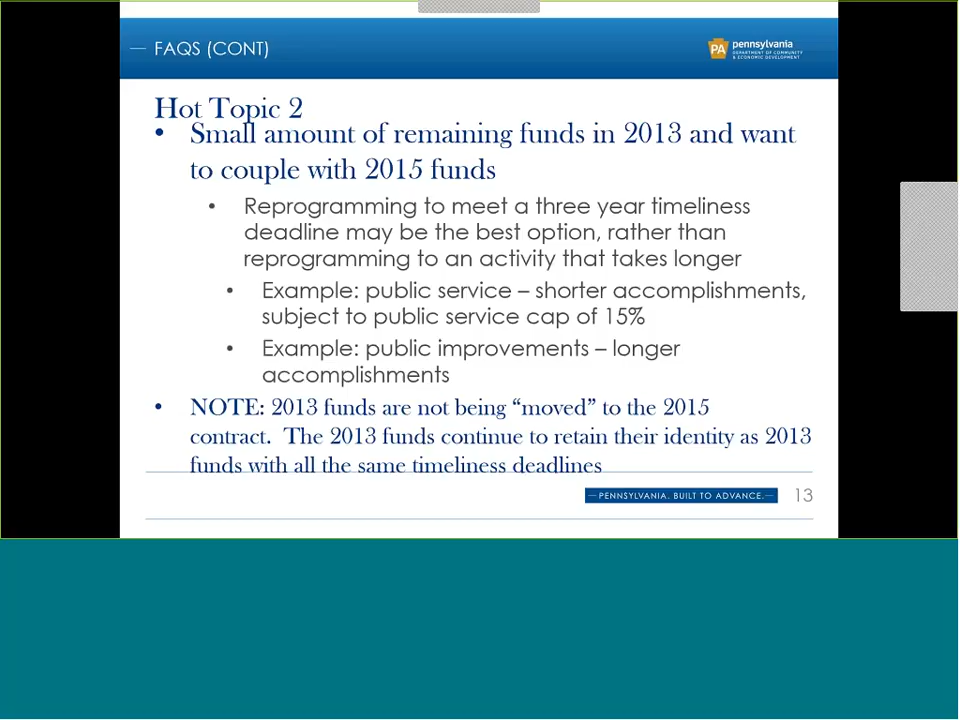 FAQS (CONT)
PA
pennsylvania
DEPARTMENT OF COMMUNITY
& ECONOMIC DEVELOPMENT
Hot Topic 2
• Small amount of remaining funds in 2013 and want
to couple with 2015 funds
• Reprogramming to meet a three year timeliness
deadline may be the best option, rather than
reprogramming to an activity that takes longer
• Example: public service – shorter accomplishments,
subject to public service cap of 15%
• Example: public improvements – longer
accomplishments
• NOTE: 2013 funds are not being “moved” to the 2015
contract.  The 2013 funds continue to retain their identity as 2013
funds with all the same timeliness deadlines
PENNSYLVANIA. BUILT TO ADVANCE.
13